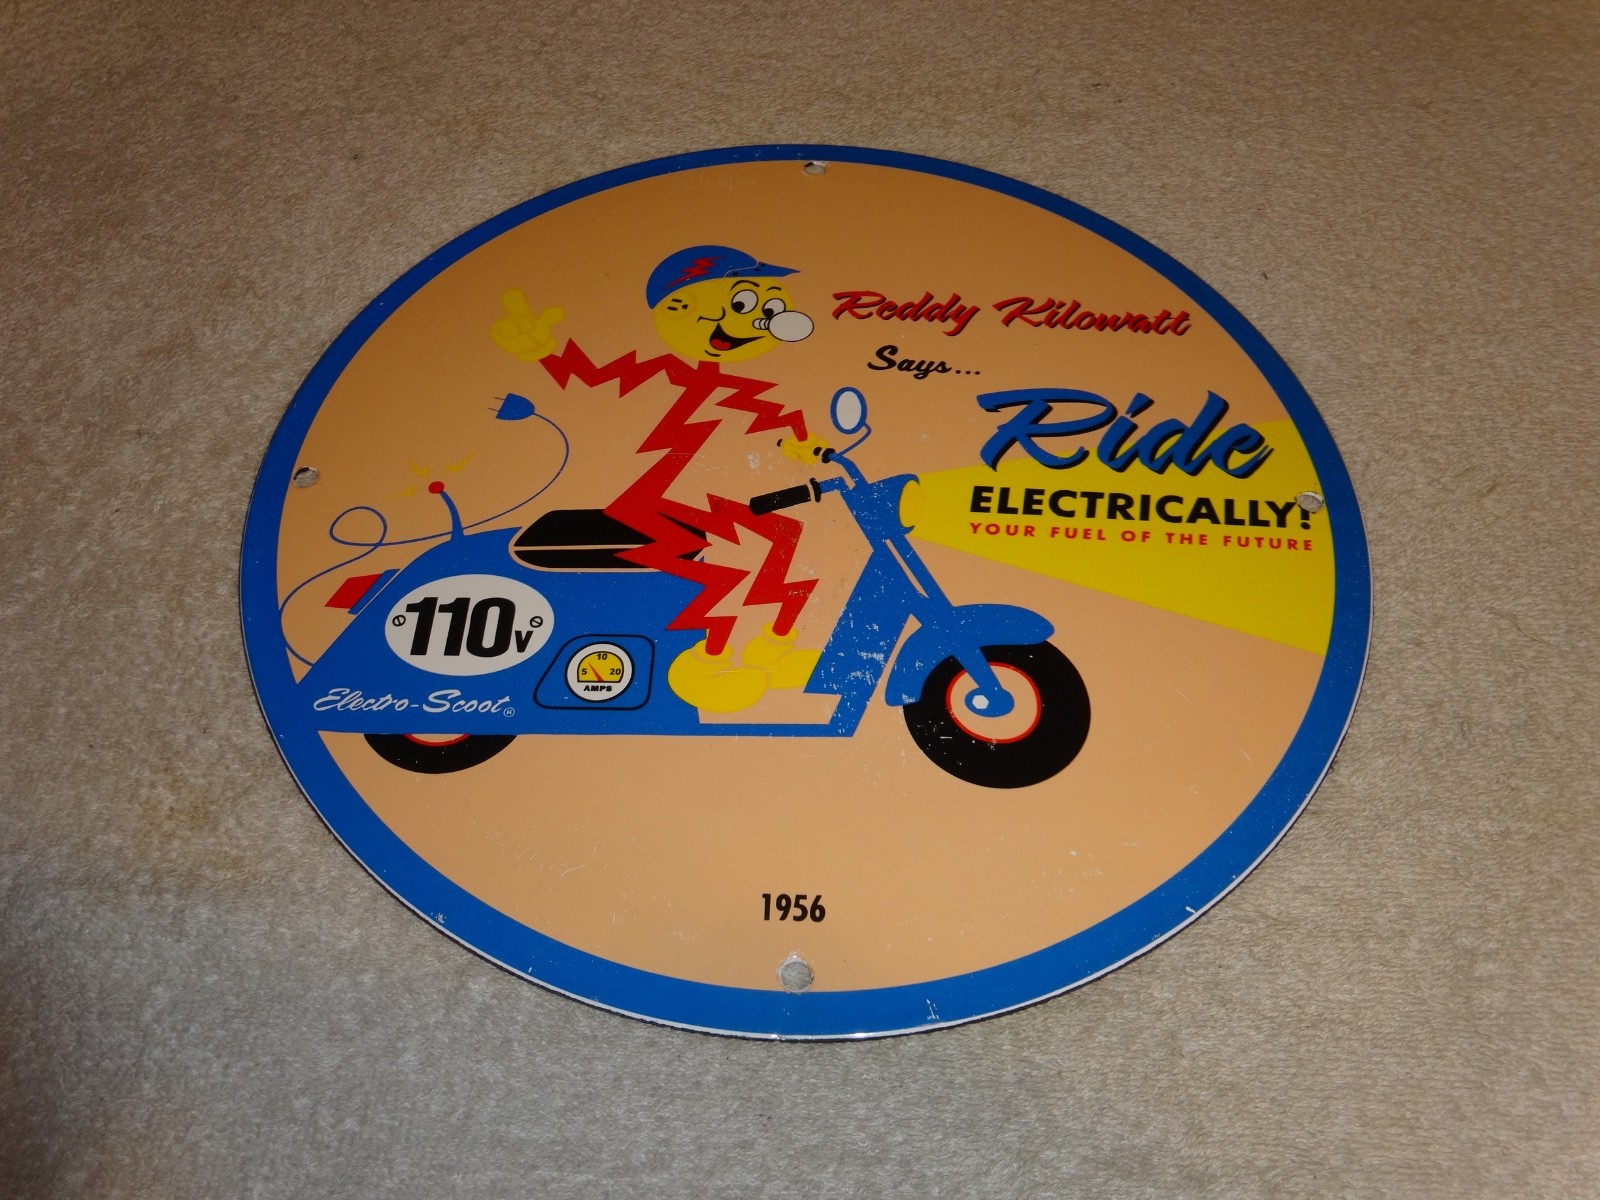 Reddy Kilowatt
Says...
Ride
ELECTRICALLY!
YOUR FUEL OF THE FUTURE
110V
5 10 20
AMPS
Electro-Scoot
1956